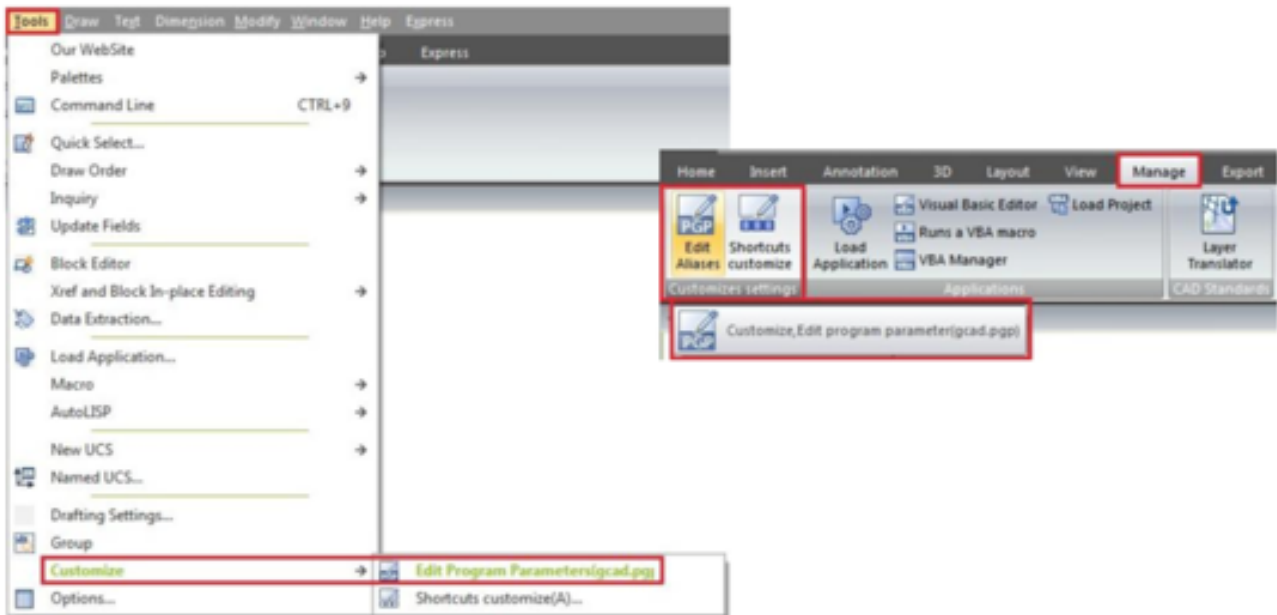 Tools Draw Text Dimension Modify Window Help Express
Express
Our WebSite
Palettes
Command Line CTRL+9
Quick Select...
Draw Order
Inquiry
Update Fields
Block Editor
Xref and Block In-place Editing
Data Extraction...
Load Application...
Macro
AutoLISP
New UCS
Named UCS...
Drafting Settings...
Group
Customize Edit Program Parameters(gcad.pgp
Options... Shortcuts customize(A)...
Home Insert Annotation 3D Layout View Manage Export
PGP
Edit Aliases
Shortcuts customize
Load Application
Visual Basic Editor Load Project
Runs a VBA macro
VBA Manager
Layer Translator
Customizes settings Applications CAD Standards
PGP
Customize,Edit program parameter(gcad.pgp)